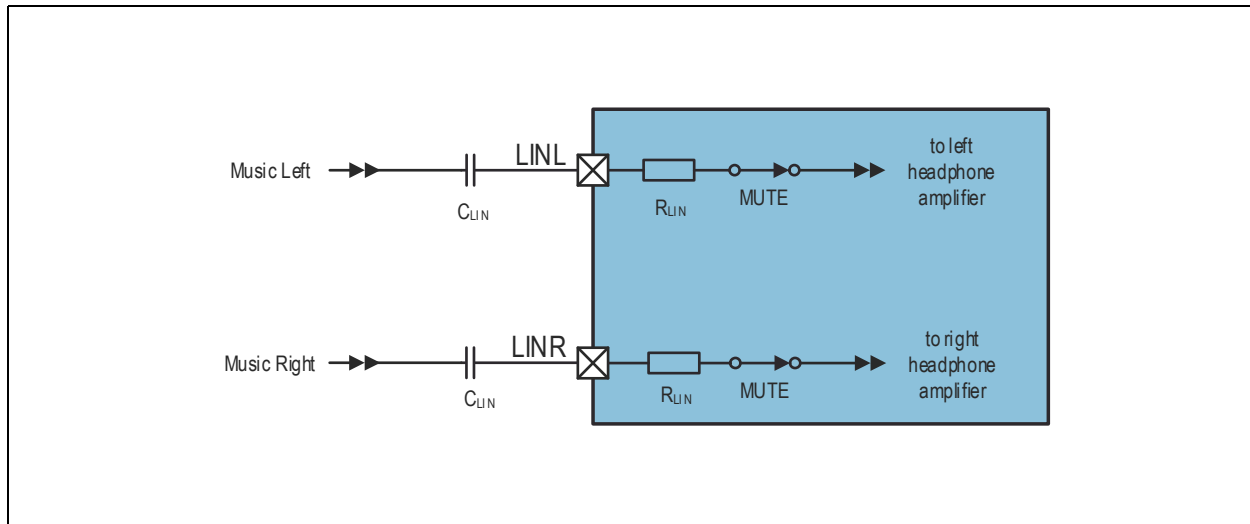 Music Left
CLIN
LINL
RLIN
MUTE
to left
headphone
amplifier
Music Right
CLIN
LINR
RLIN
MUTE
to right
headphone
amplifier